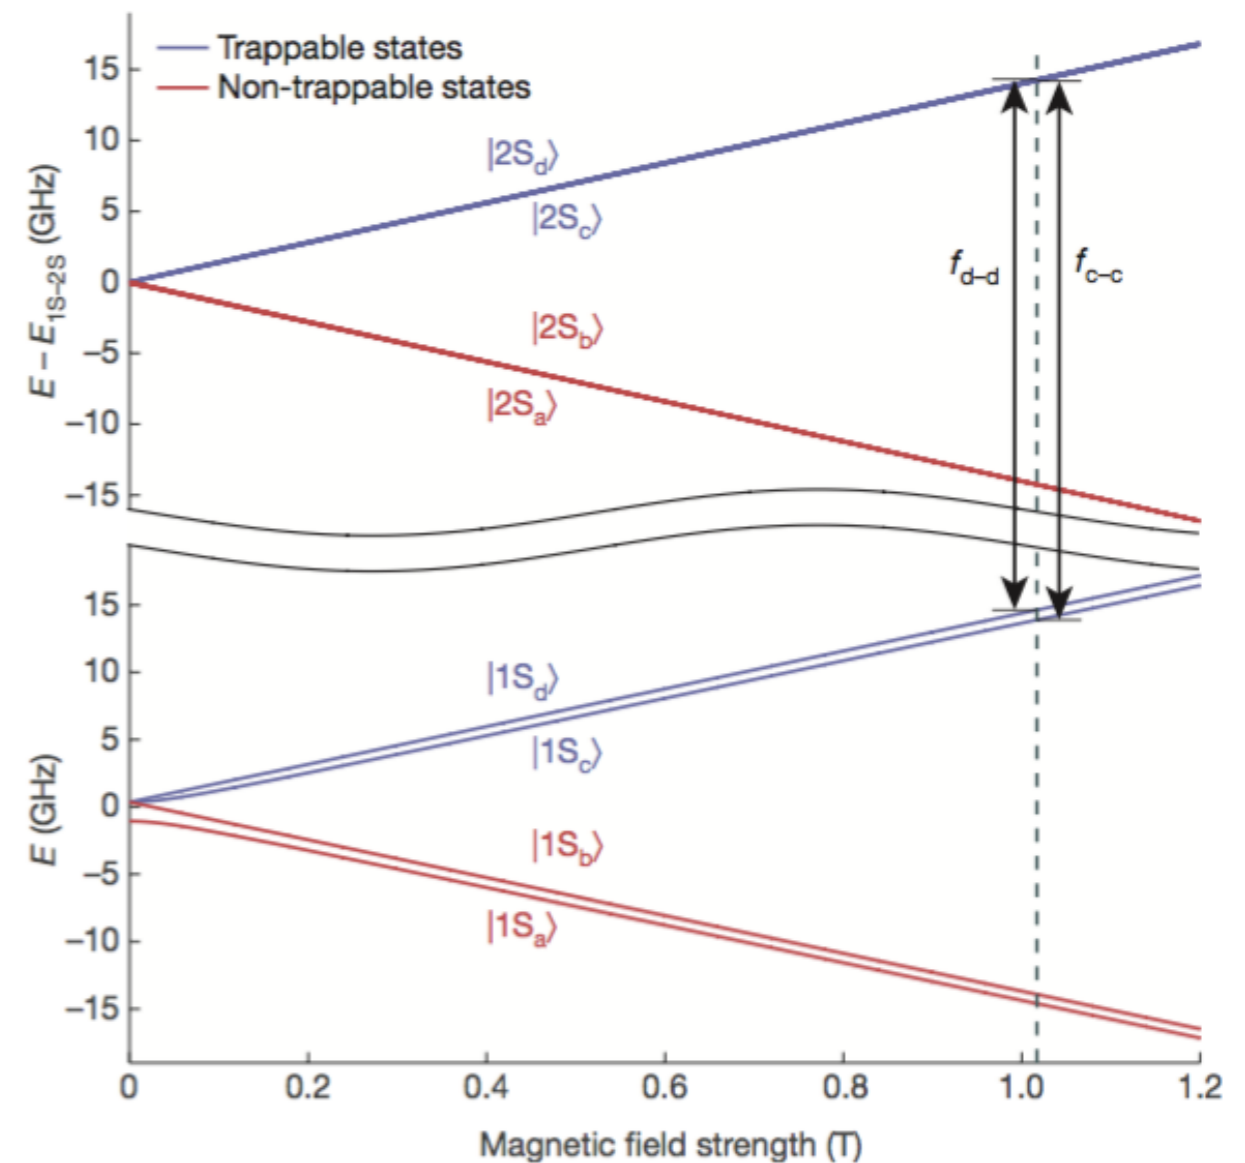 Trappable states
Non-trappable states
15
10
5
0
–5
–10
–15
E – E1S–2S (GHz)
|2Sd⟩
|2Sc⟩
|2Sb⟩
|2Sa⟩
fd–d
fc–c
15
10
5
0
–5
–10
–15
E (GHz)
|1Sd⟩
|1Sc⟩
|1Sb⟩
|1Sa⟩
0 0.2 0.4 0.6 0.8 1.0 1.2
Magnetic field strength (T)